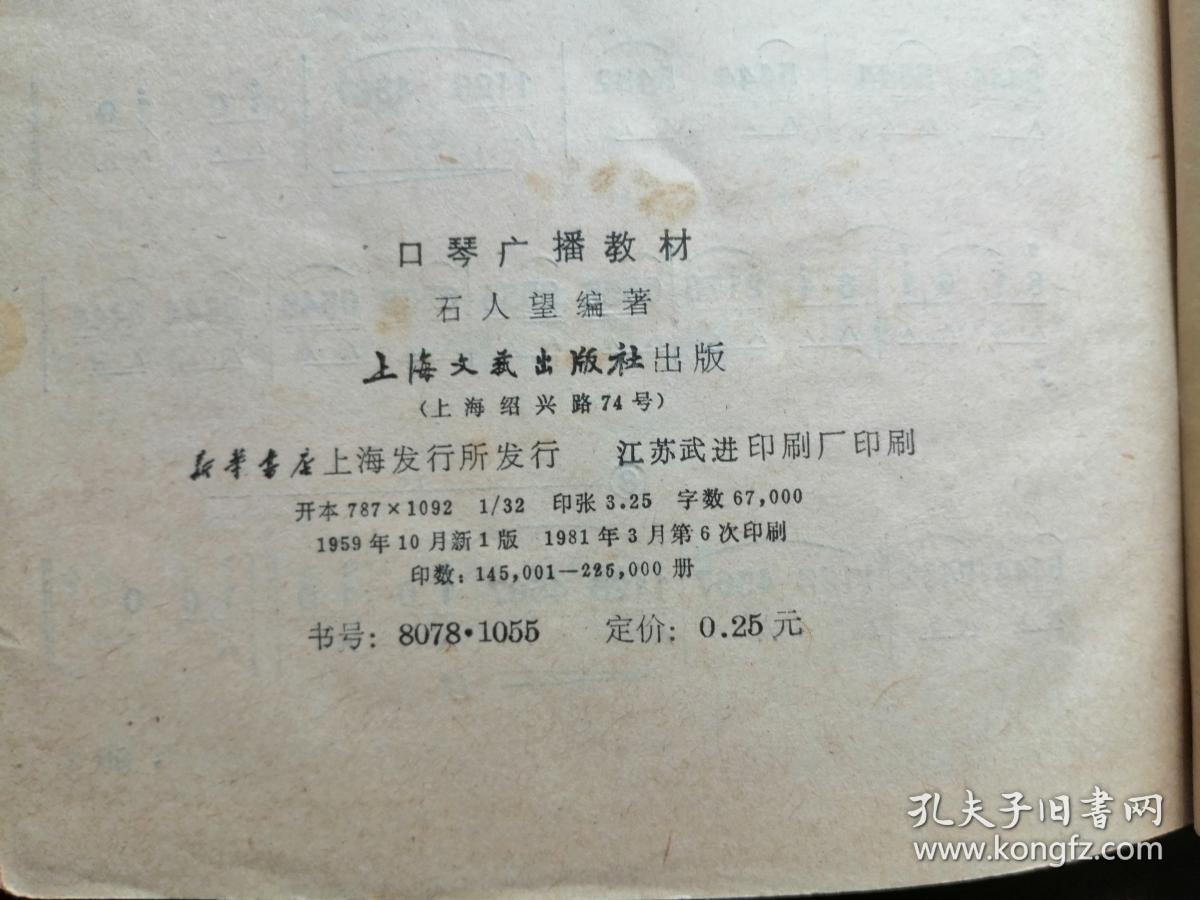 口琴广播教材
石人望编著
上海文艺出版社出版
(上海绍兴路74号)
新华书店上海发行所发行 江苏武进印刷厂印刷
开本 787×1092 1/32 印张 3.25 字数 67,000
1959年10月新1版 1981年3月第6次印刷
印数: 145,001—225,000 册
书号: 8078·1055 定价: 0.25元
孔夫子旧书网
www.kongfz.com